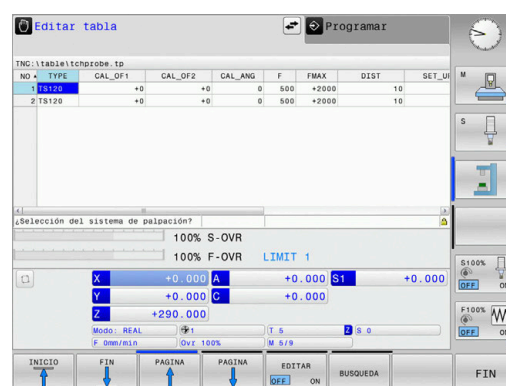 Editar tabla
Programar
TNC:\table\tchprobe.tp
NO TYPE CAL_OF1 CAL_OF2 CAL_ANG F FMAX DIST
1 TS120 +0 +0 0 500 +2000 10
2 TS120 +0 +0 0 500 +2000 10
¿Selección del sistema de palpación?
100% S-OVR
100% F-OVR LIMIT 1
X +0.000 A +0.000 S1 +0.000
Y +0.000 C +0.000
Z +290.000
Modo: REAL 1 T 5 Z S 0
F 0mm/min Ovr 100% M 5/9
M
S
S100%
OFF
F100%
OFF
INICIO
FIN
PAGINA
PAGINA
EDITAR
OFF ON
BUSQUEDA
FIN